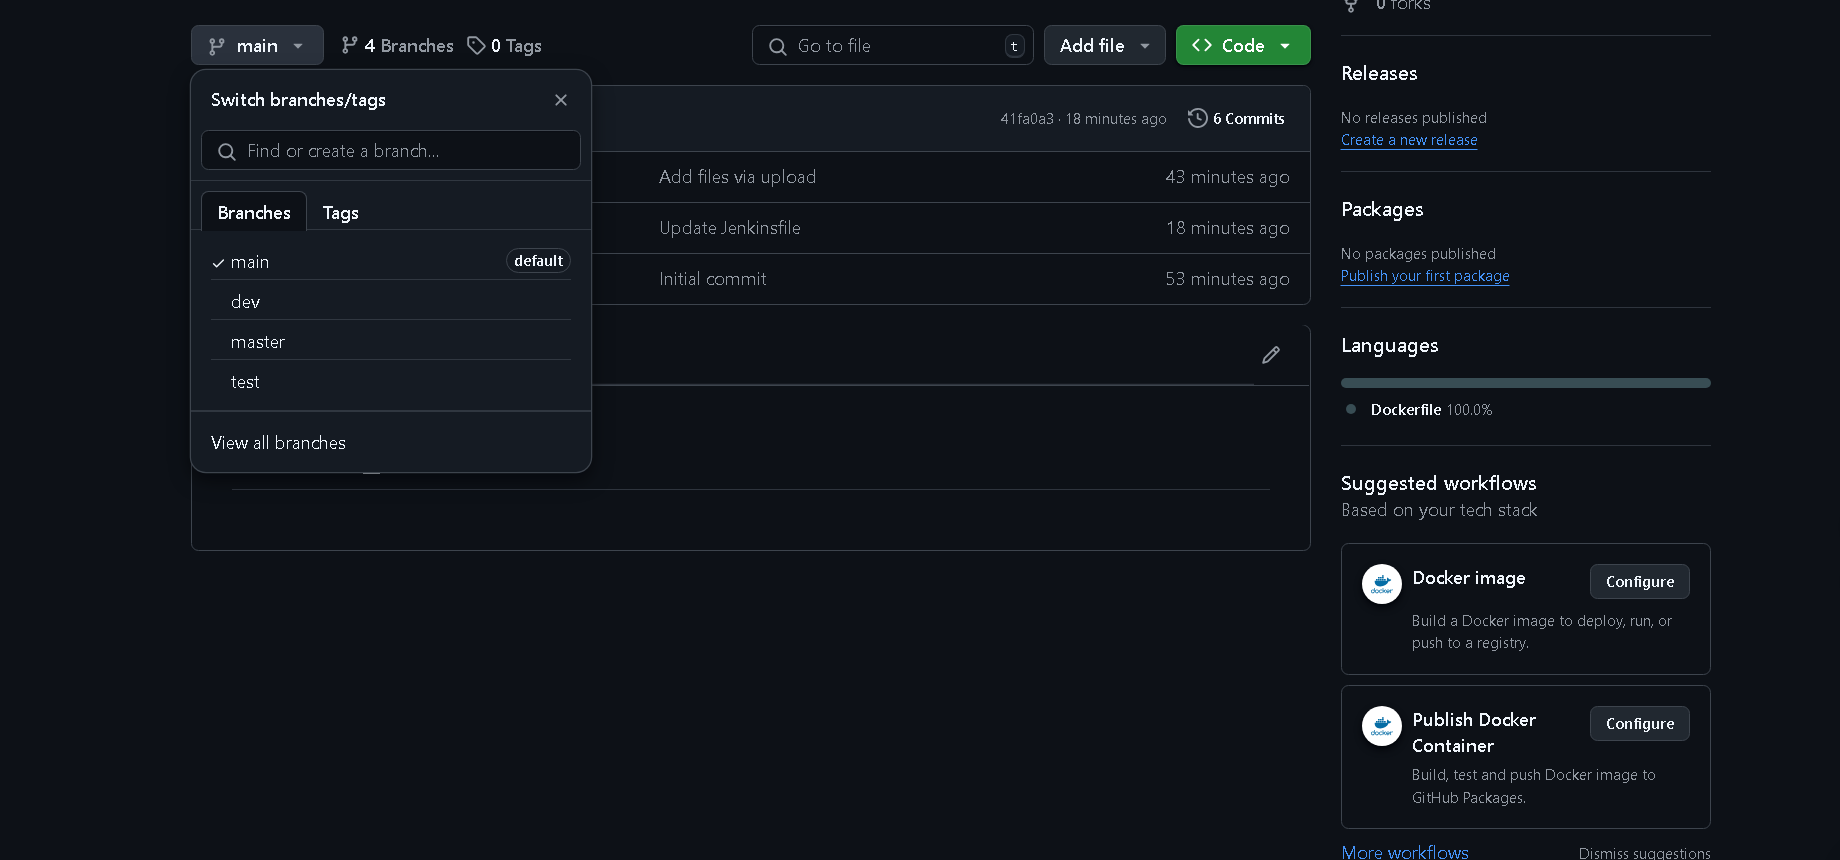 0 forks
main
4 Branches
0 Tags
Go to file
t
Add file
Code
Switch branches/tags
Find or create a branch...
Branches
Tags
main
default
dev
master
test
View all branches
41fa0a3 · 18 minutes ago
6 Commits
Add files via upload
43 minutes ago
Update Jenkinsfile
18 minutes ago
Initial commit
53 minutes ago
Releases
No releases published
Create a new release
Packages
No packages published
Publish your first package
Languages
Dockerfile 100.0%
Suggested workflows
Based on your tech stack
docker
Docker image
Configure
Build a Docker image to deploy, run, or
push to a registry.
docker
Publish Docker
Container
Configure
Build, test and push Docker image to
GitHub Packages.
More workflows
Dismiss suggestions